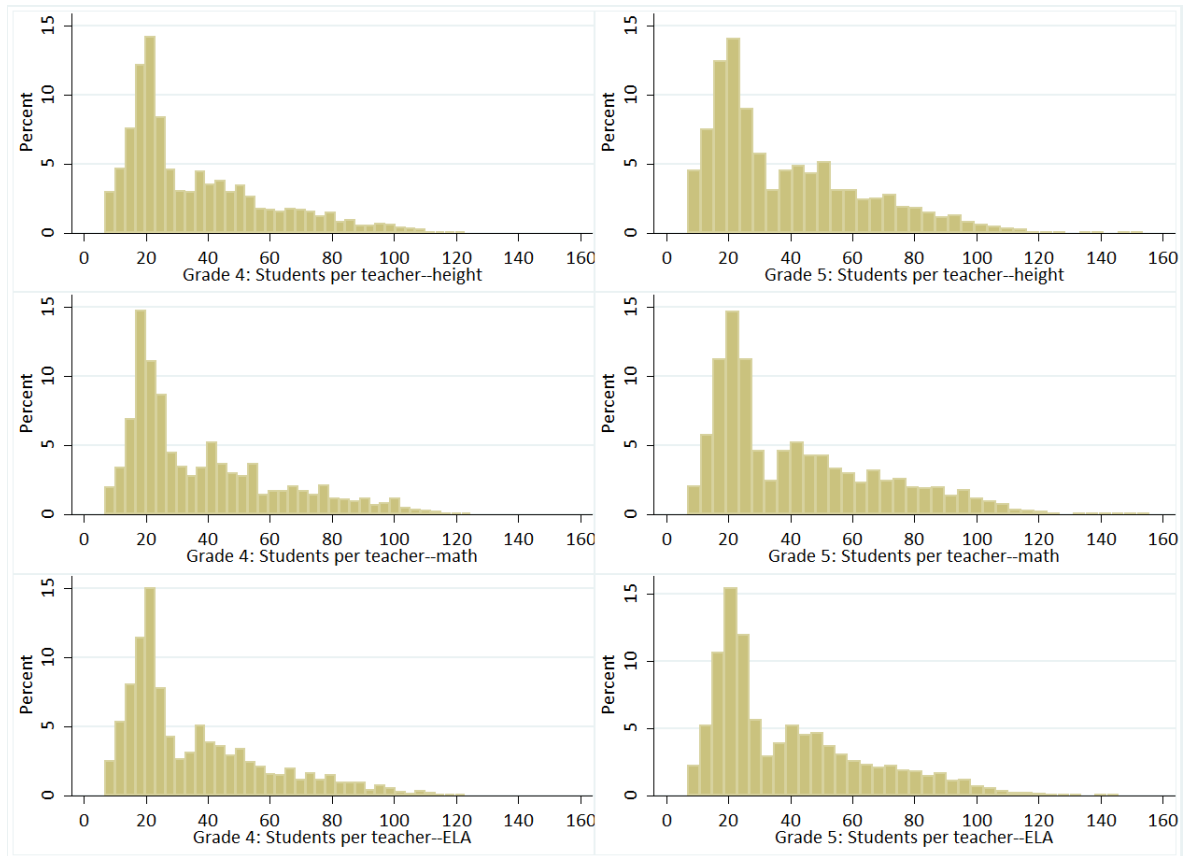 Percent
15
10
5
0
0 20 40 60 80 100 120 140 160
Grade 4: Students per teacher--height
Percent
15
10
5
0
0 20 40 60 80 100 120 140 160
Grade 5: Students per teacher--height
Percent
15
10
5
0
0 20 40 60 80 100 120 140 160
Grade 4: Students per teacher--math
Percent
15
10
5
0
0 20 40 60 80 100 120 140 160
Grade 5: Students per teacher--math
Percent
15
10
5
0
0 20 40 60 80 100 120 140 160
Grade 4: Students per teacher--ELA
Percent
15
10
5
0
0 20 40 60 80 100 120 140 160
Grade 5: Students per teacher--ELA